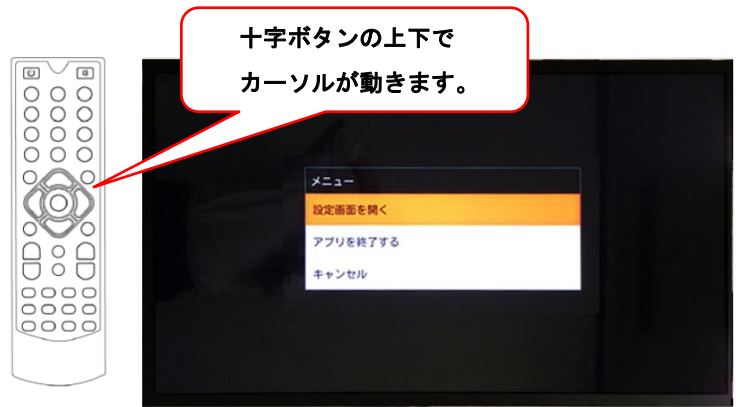 十字ボタンの上下で
カーソルが動きます。
メニュー
設定画面を開く
アプリを終了する
キャンセル